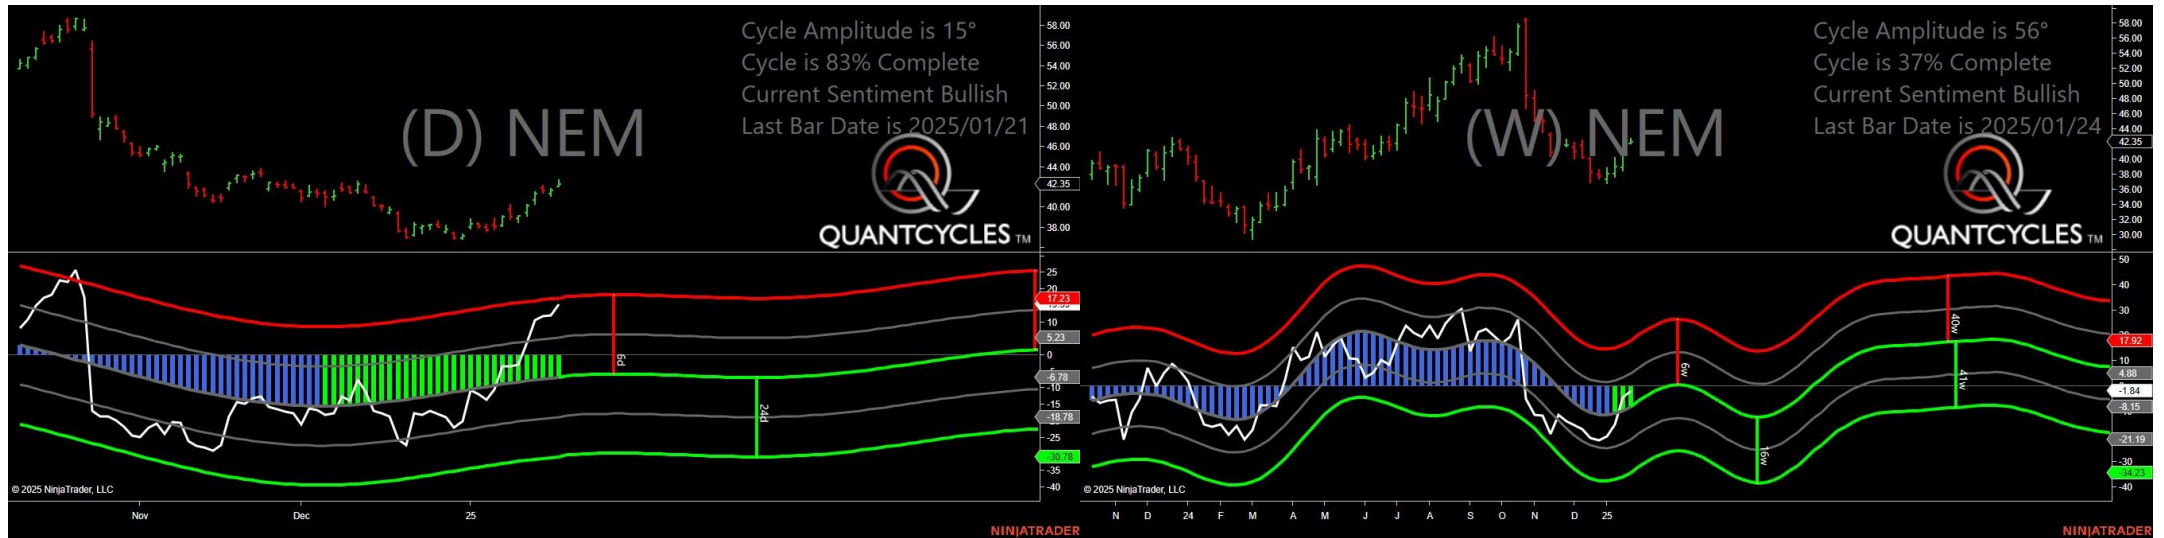 Cycle Amplitude is 15°
Cycle is 83% Complete
Current Sentiment Bullish
Last Bar Date is 2025/01/21
(D) NEM
QUANTCYCLES TM
58.00
56.00
54.00
52.00
50.00
48.00
46.00
44.00
42.35
40.00
38.00
25
20
17.23
10
5.23
0
-6.78
-10
-15
-18.78
-25
-30.78
-35
-40
6d
24d
© 2025 NinjaTrader, LLC
Nov
Dec
25
NINJATRADER
Cycle Amplitude is 56°
Cycle is 37% Complete
Current Sentiment Bullish
Last Bar Date is 2025/01/24
(W) NEM
QUANTCYCLES TM
58.00
56.00
54.00
52.00
50.00
48.00
46.00
44.00
42.35
40.00
38.00
36.00
34.00
32.00
30.00
50
40
30
17.92
10
4.88
-1.84
-8.15
-21.19
-30
-34.23
-40
6w
16w
40w
41w
© 2025 NinjaTrader, LLC
N D 24 F M A M J J A S O N D 25
NINJATRADER